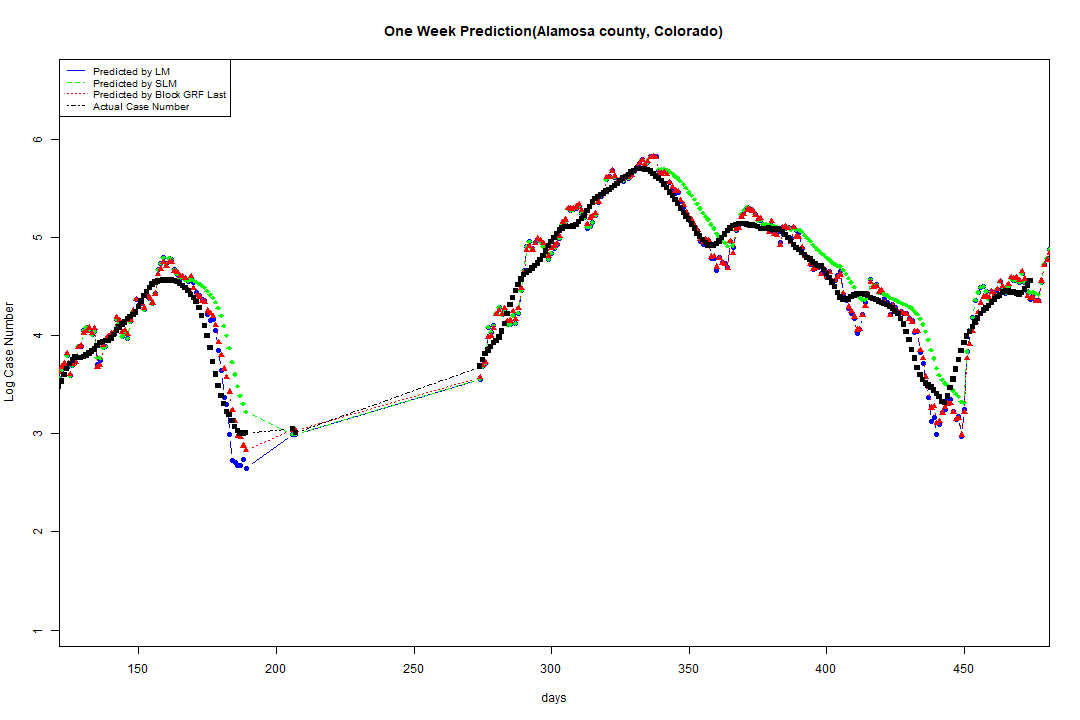 One Week Prediction(Alamosa county, Colorado)
Predicted by LM
Predicted by SLM
Predicted by Block GRF Last
Actual Case Number
6
5
4
3
2
1
Log Case Number
150 200 250 300 350 400 450
days